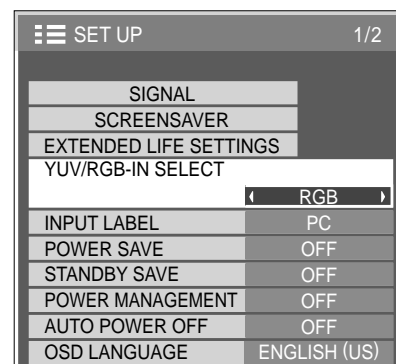 SET UP 1/2
SIGNAL
SCREENSAVER
EXTENDED LIFE SETTINGS
YUV/RGB-IN SELECT
RGB
INPUT LABEL PC
POWER SAVE OFF
STANDBY SAVE OFF
POWER MANAGEMENT OFF
AUTO POWER OFF OFF
OSD LANGUAGE ENGLISH (US)